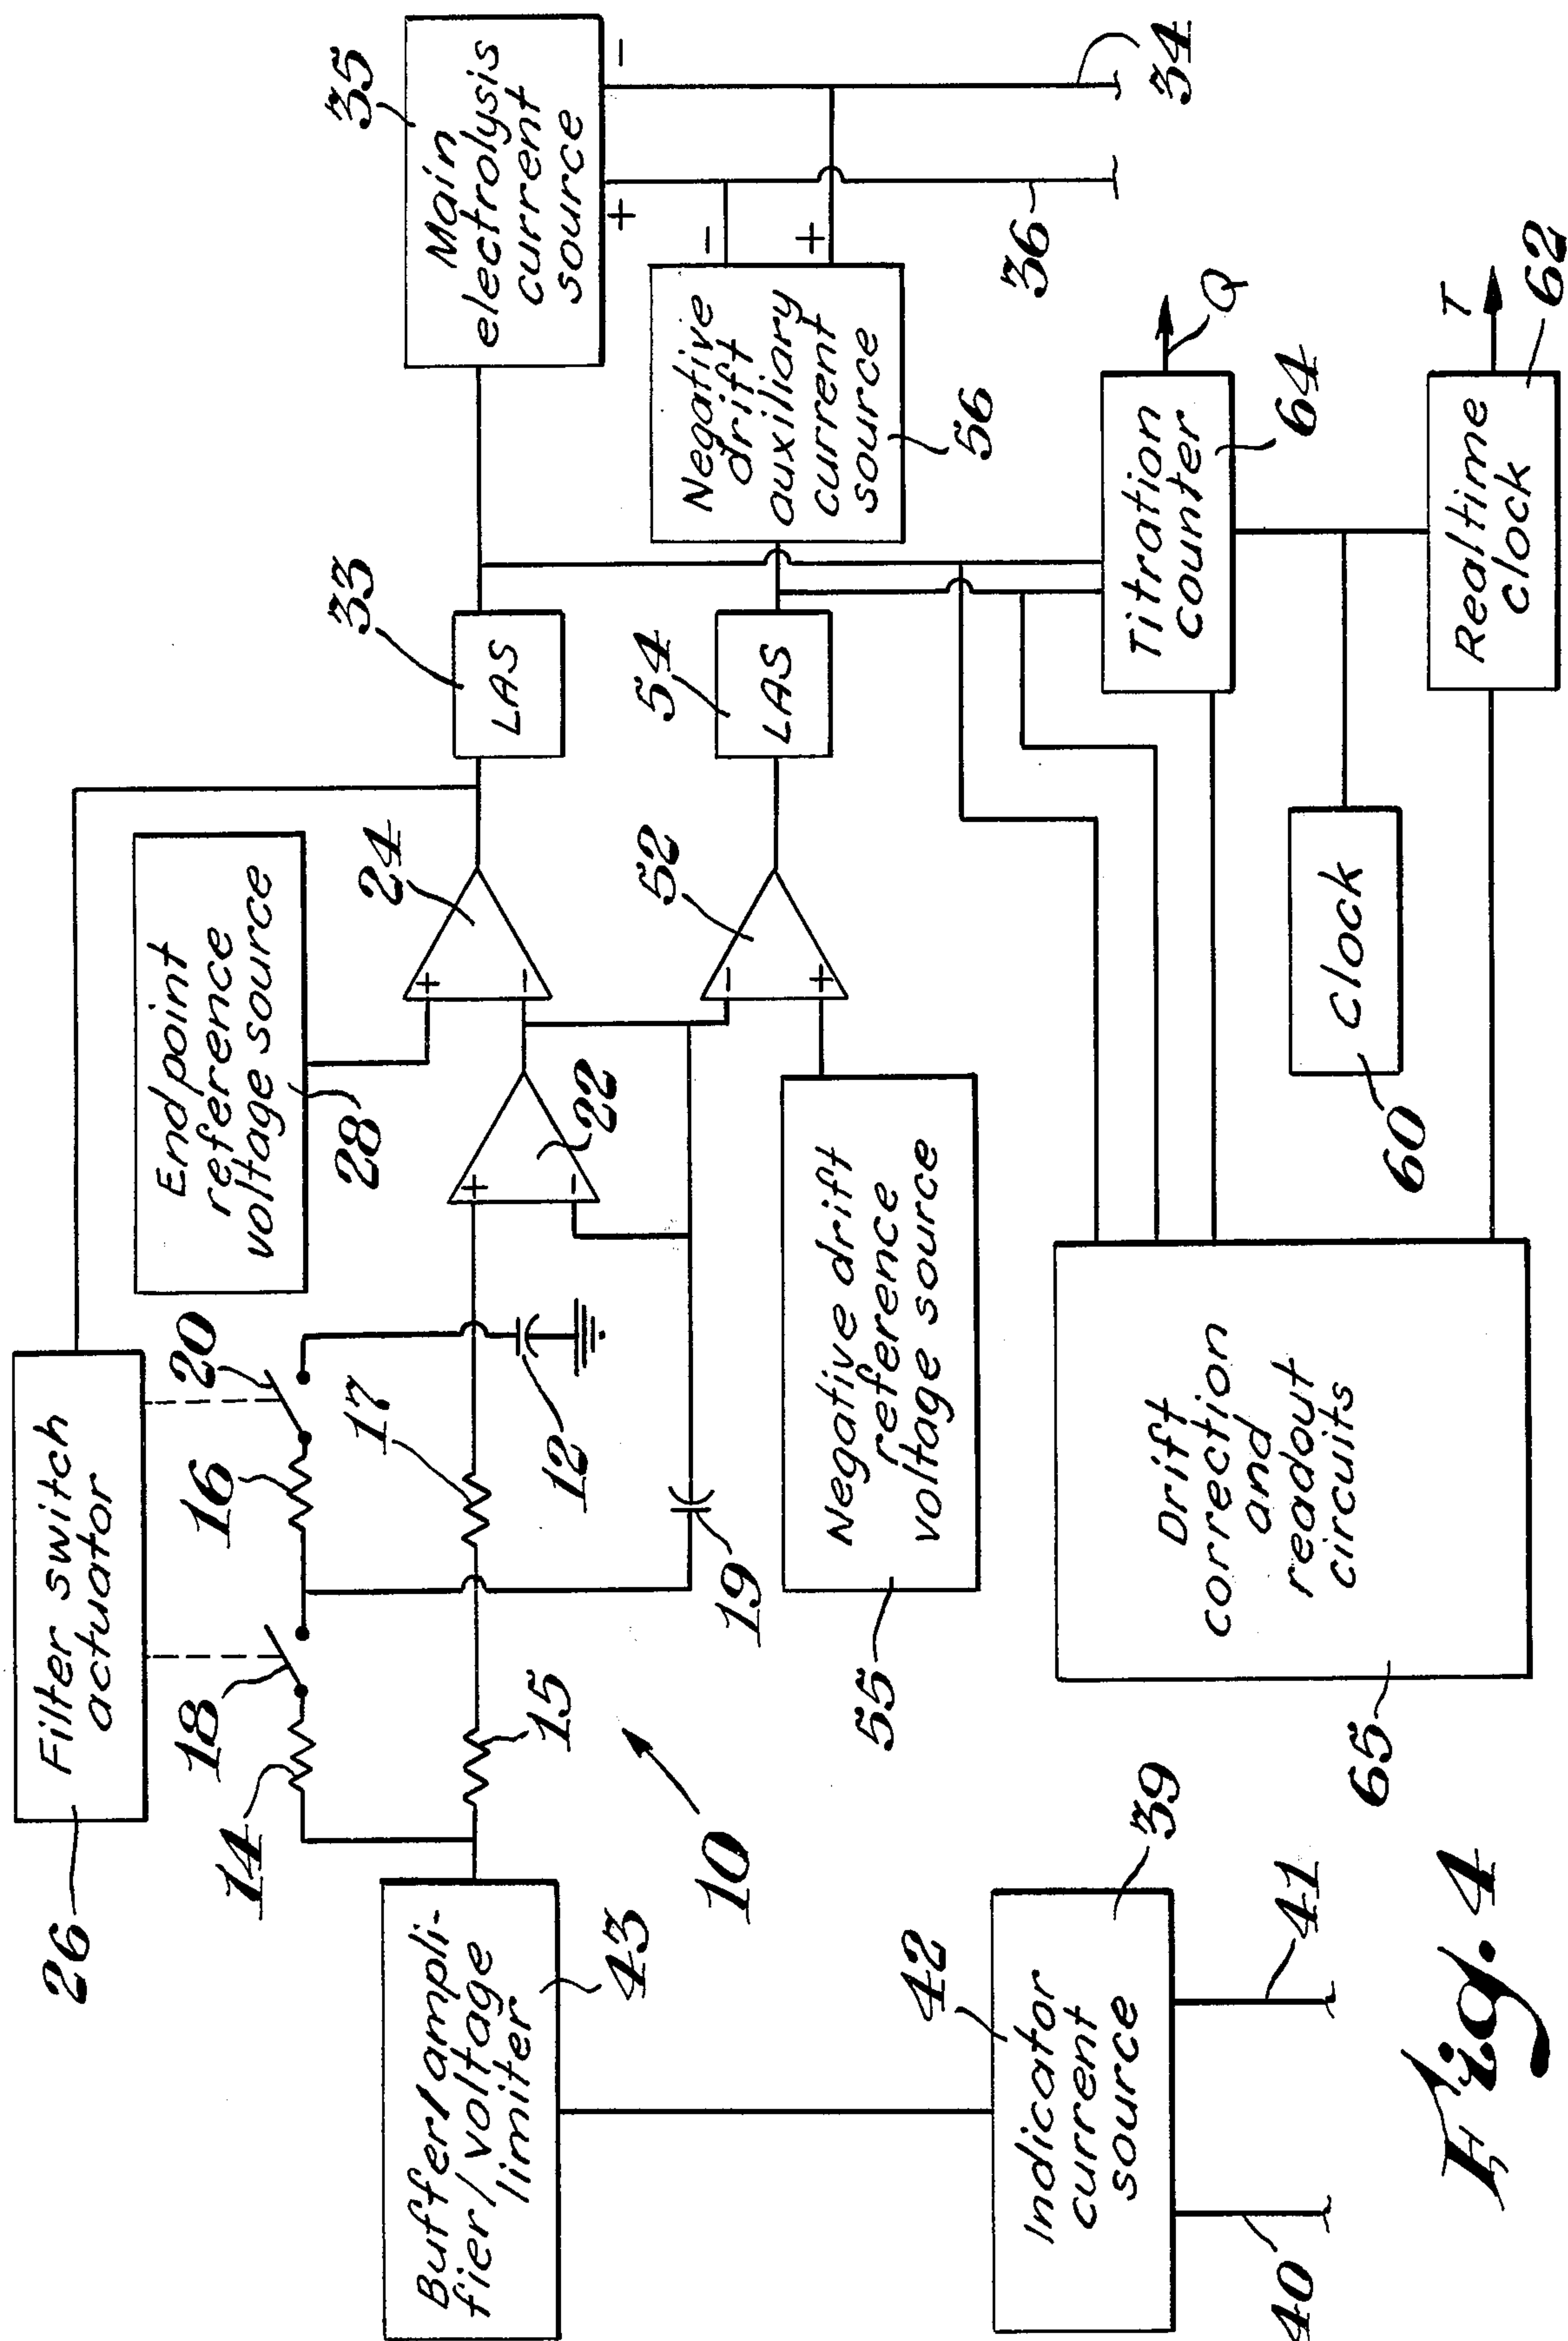 26
Filter switch
actuator
14
18
16
20
End point
reference
voltage source
28
24
33
LAS
35
Main
electrolysis
current
source
+
-
Buffer/ampli-
fier/voltage
limiter
43
15
17
12
19
10
+
-
22
+
-
52
-
+
54
LAS
Negative
drift
auxiliary
current
source
56
-
+
36
34
55
Negative drift
reference
voltage source
42
39
Indicator
current
source
40
41
65
Drift
correction
and
readout
circuits
60
Clock
Titration
counter
64
Q
Realtime
clock
62
T
Fig. 4